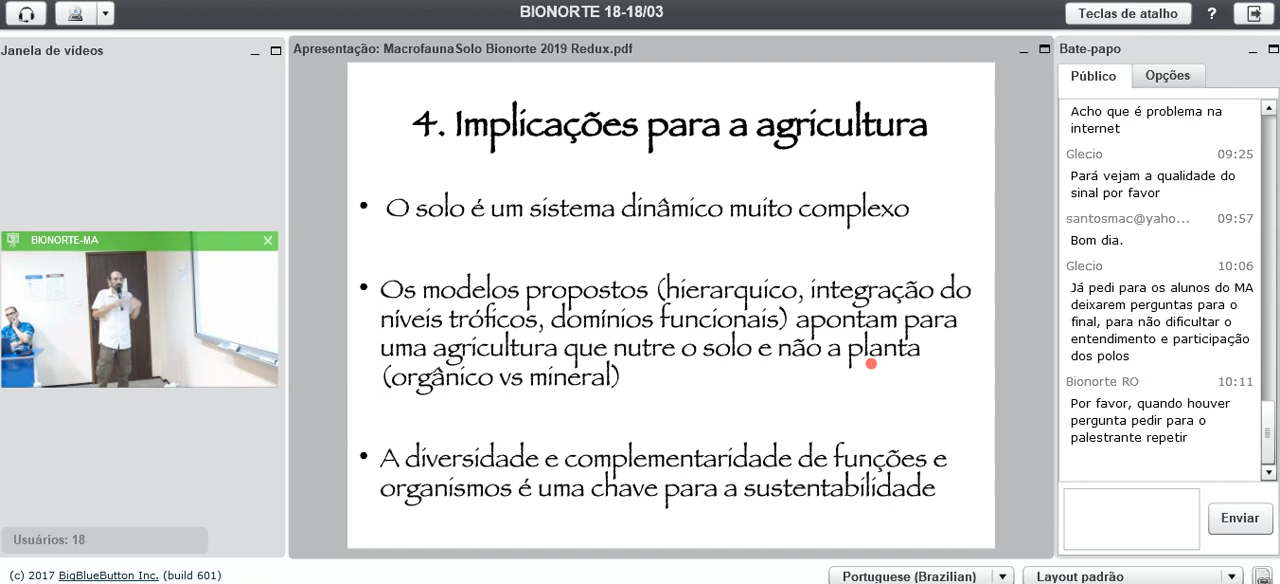 BIONORTE 18-18/03
Teclas de atalho
?
Janela de vídeos
Apresentação: MacrofaunaSolo Bionorte 2019 Redux.pdf
Bate-papo
Público
Opções
BIONORTE-MA
4. Implicações para a agricultura
• O solo é um sistema dinâmico muito complexo
• Os modelos propostos (hierarquico, integração do
níveis tróficos, domínios funcionais) apontam para
uma agricultura que nutre o solo e não a planta
(orgânico vs mineral)
• A diversidade e complementaridade de funções e
organismos é uma chave para a sustentabilidade
Acho que é problema na
internet
Glecio 09:25
Pará vejam a qualidade do
sinal por favor
santosmac@yaho... 09:57
Bom dia.
Glecio 10:06
Já pedi para os alunos do MA
deixarem perguntas para o
final, para não dificultar o
entendimento e participação
dos polos
Bionorte RO 10:11
Por favor, quando houver
pergunta pedir para o
palestrante repetir
Enviar
Usuários: 18
(c) 2017 BigBlueButton Inc. (build 601)
Portuguese (Brazilian)
Layout padrão